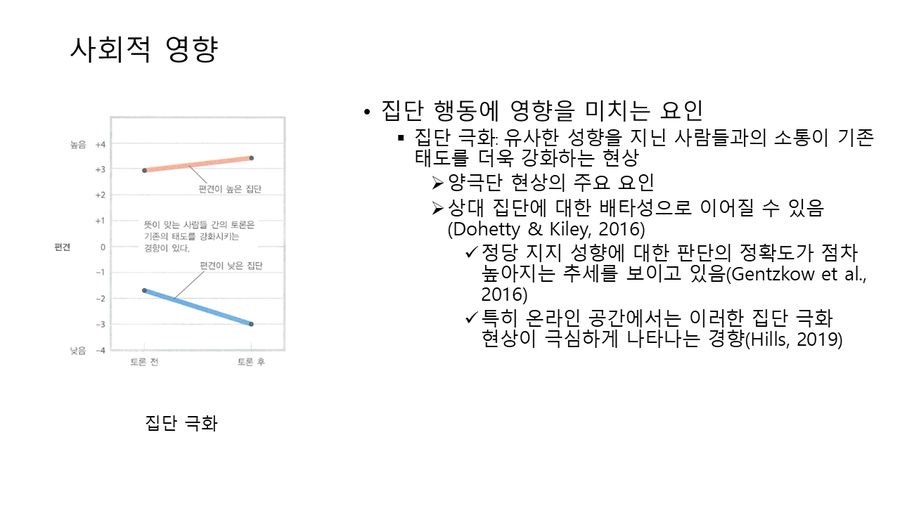 사회적 영향
높음 +4
+3
+2
+1
편견 0
-1
-2
-3
낮음 -4
편견이 높은 집단
뜻이 맞는 사람들 간의 토론은
기존의 태도를 강화시키는
경향이 있다.
편견이 낮은 집단
토론 전 토론 후
집단 극화
• 집단 행동에 영향을 미치는 요인
▪ 집단 극화: 유사한 성향을 지닌 사람들과의 소통이 기존
태도를 더욱 강화하는 현상
➢양극단 현상의 주요 요인
➢상대 집단에 대한 배타성으로 이어질 수 있음
(Dohetty & Kiley, 2016)
✓정당 지지 성향에 대한 판단의 정확도가 점차
높아지는 추세를 보이고 있음(Gentzkow et al.,
2016)
✓특히 온라인 공간에서는 이러한 집단 극화
현상이 극심하게 나타나는 경향(Hills, 2019)